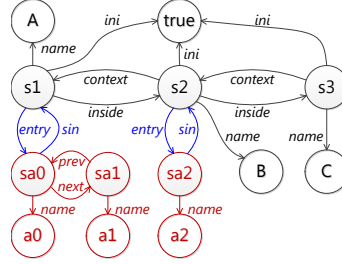 A
true
ini
ini
name
ini
s1
context
s2
context
s3
inside
inside
entry
sin
entry
sin
name
name
sa0
prev
sa1
sa2
B
C
next
name
name
name
a0
a1
a2